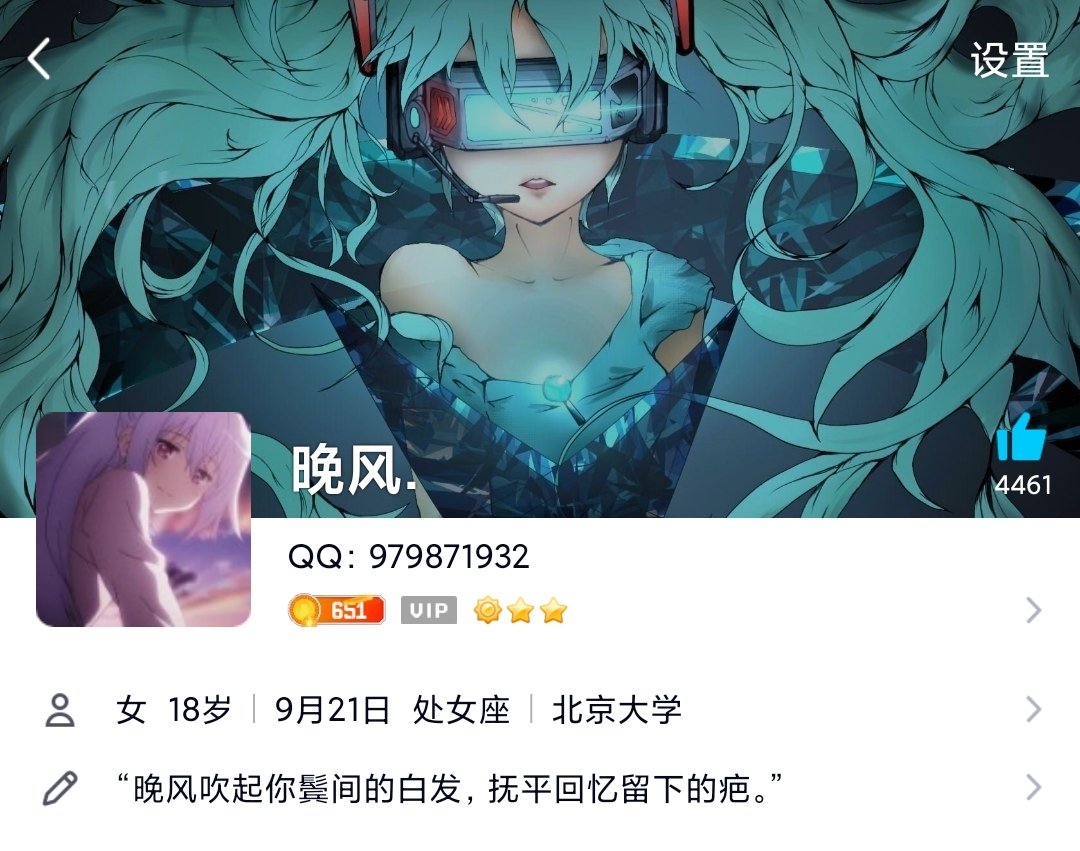 设置
晚风.
4461
QQ：979871932
651 VIP
女 18岁 | 9月21日 处女座 | 北京大学
“晚风吹起你鬓间的白发，抚平回忆留下的疤。”